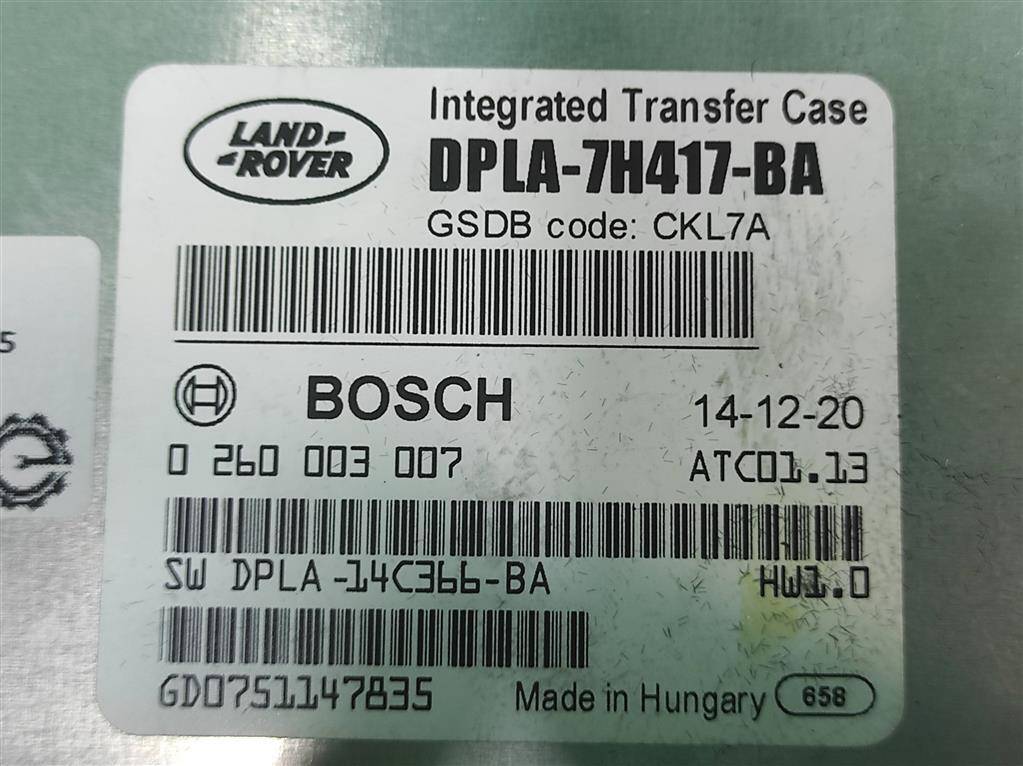 LAND
ROVER
Integrated Transfer Case
DPLA-7H417-BA
GSDB code: CKL7A
BOSCH
14-12-20
0 260 003 007
ATC01.13
SW DPLA-14C366-BA
HW1.0
GD0751147835
Made in Hungary 658
5